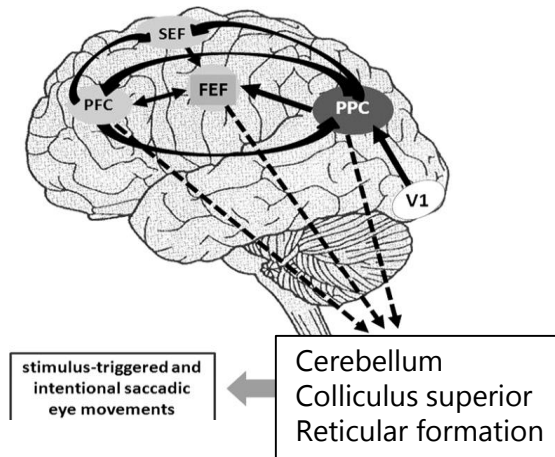 SEF
PFC
FEF
PPC
V1
stimulus-triggered and
intentional saccadic
eye movements
Cerebellum
Colliculus superior
Reticular formation